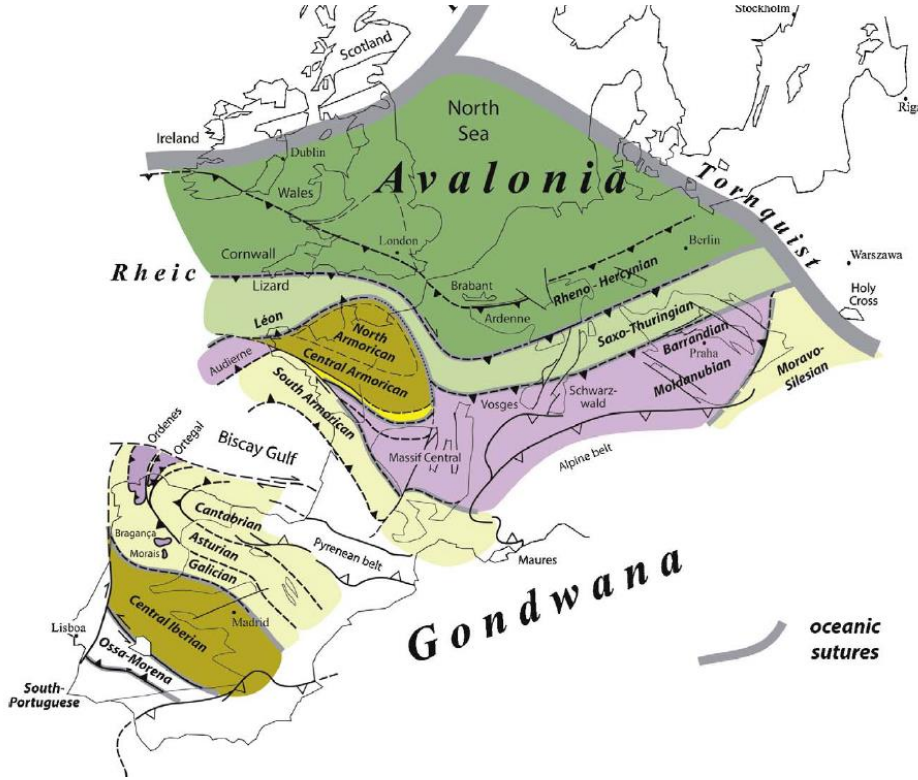 Stockholm
Scotland
North
Sea
Riga
Ireland
Dublin
Avalonia
Tornquist
Wales
London
Berlin
Cornwall
Warszawa
Rheic
Brabant
Rheno - Hercynian
Lizard
Holy
Cross
Ardenne
Léon
North
Armorican
Saxo-Thuringian
Barrandian
Praha
Audierne
Central Armorican
Moldanubian
Moravo-
Silesian
South Armorican
Vosges
Schwarz-
wald
Ordenes
Ortegal
Biscay Gulf
Massif Central
Alpine belt
Cantabrian
Bragança
Asturian
Morais
Galician
Pyrenean belt
Maures
Gondwana
Central Iberian
Madrid
Lisboa
Ossa-Morena
oceanic
sutures
South-
Portuguese